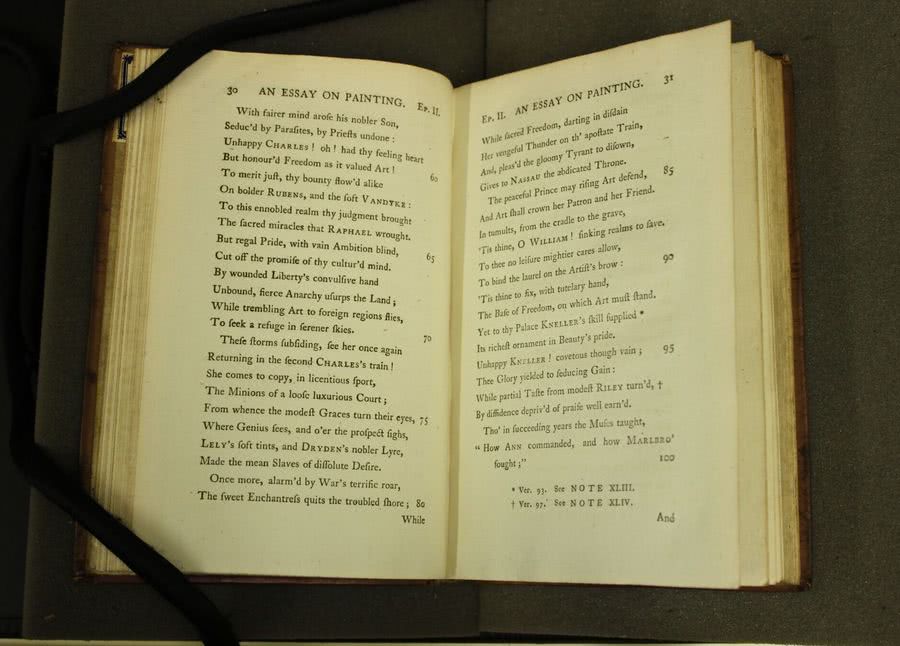 30 AN ESSAY ON PAINTING. Ep. II.
With fairer mind aroſe his nobler Son,
Seduc'd by Paraſites, by Prieſts undone :
Unhappy CHARLES ! oh ! had thy feeling heart
But honour'd Freedom as it valued Art ! 60
To merit juſt, thy bounty flow'd alike
On bolder RUBENS, and the ſoft VANDYKE :
To this ennobled realm thy judgment brought
The ſacred miracles that RAPHAEL wrought.
But regal Pride, with vain Ambition blind, 65
Cut off the promiſe of thy cultur'd mind.
By wounded Liberty's convulſive hand
Unbound, fierce Anarchy uſurps the Land ;
While trembling Art to foreign regions flies,
To ſeek a refuge in ſerener ſkies. 70
Theſe ſtorms ſubſiding, ſee her once again
Returning in the ſecond CHARLES's train !
She comes to copy, in licentious ſport,
The Minions of a looſe luxurious Court ;
From whence the modeſt Graces turn their eyes, 75
Where Genius ſees, and o'er the proſpect ſighs,
LELY's ſoft tints, and DRYDEN's nobler Lyre,
Made the mean Slaves of diſſolute Deſire.
Once more, alarm'd by War's terrific roar,
The ſweet Enchantreſs quits the troubled ſhore ; 80
While
Ep. II. AN ESSAY ON PAINTING. 31
While ſacred Freedom, darting in diſdain
Her vengeful Thunder on th' apoſtate Train,
And, pleas'd the gloomy Tyrant to diſown,
Gives to NASSAU the abdicated Throne.
The peaceful Prince may riſing Art defend, 85
And Art ſhall crown her Patron and her Friend.
In tumults, from the cradle to the grave,
'Tis thine, O WILLIAM ! ſinking realms to ſave.
To thee no leiſure mightier cares allow,
To bind the laurel on the Artiſt's brow : 90
'Tis thine to fix, with tutelary hand,
The Baſe of Freedom, on which Art muſt ſtand.
Yet to thy Palace KNELLER's ſkill ſupplied *
Its richeſt ornament in Beauty's pride.
Unhappy KNELLER ! covetous though vain ; 95
Thee Glory yielded to ſeducing Gain :
While partial Taſte from modeſt RILEY turn'd, †
By diffidence depriv'd of praiſe well earn'd.
Tho' in ſucceeding years the Muſes taught,
" How ANN commanded, and how MARLBRO'
fought ;" 100
* Ver. 93. See NOTE XLIII.
† Ver. 97. See NOTE XLIV.
And